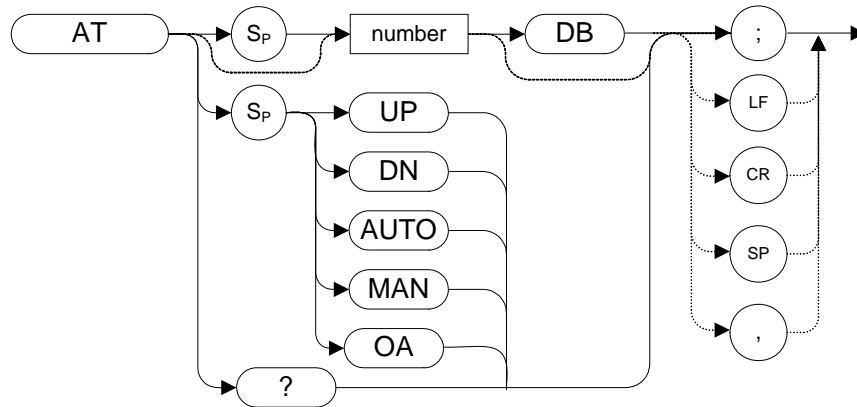 AT
SP
number
DB
;
SP
UP
LF
DN
CR
AUTO
SP
MAN
,
OA
?